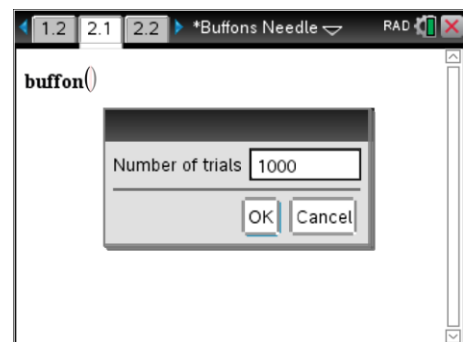 1.2 2.1 2.2 *Buffons Needle RAD
buffon()
Number of trials 1000
OK Cancel